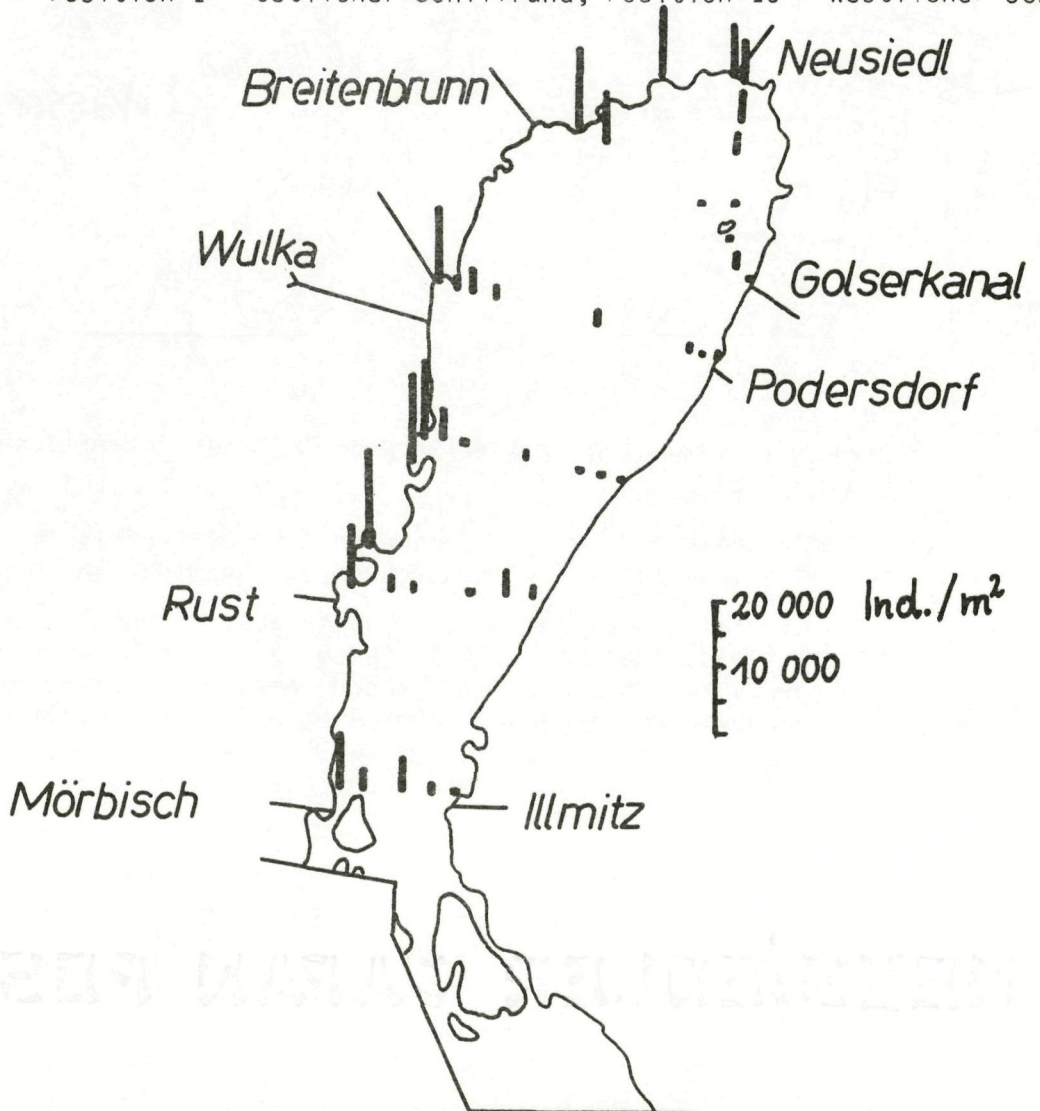 Neusiedl
Breitenbrunn
Wulka
Golserkanal
Podersdorf
Rust
20 000 Ind./m²
10 000
Mörbisch
Illmitz